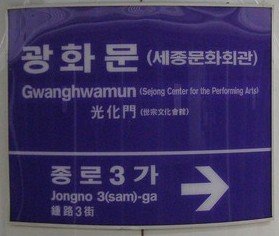 광화문 (세종문화회관)
Gwanghwamun (Sejong Center for the Performing Arts)
光化門 (世宗文化會館)
종로 3 가
Jongno 3(sam)-ga
鍾路 3 街